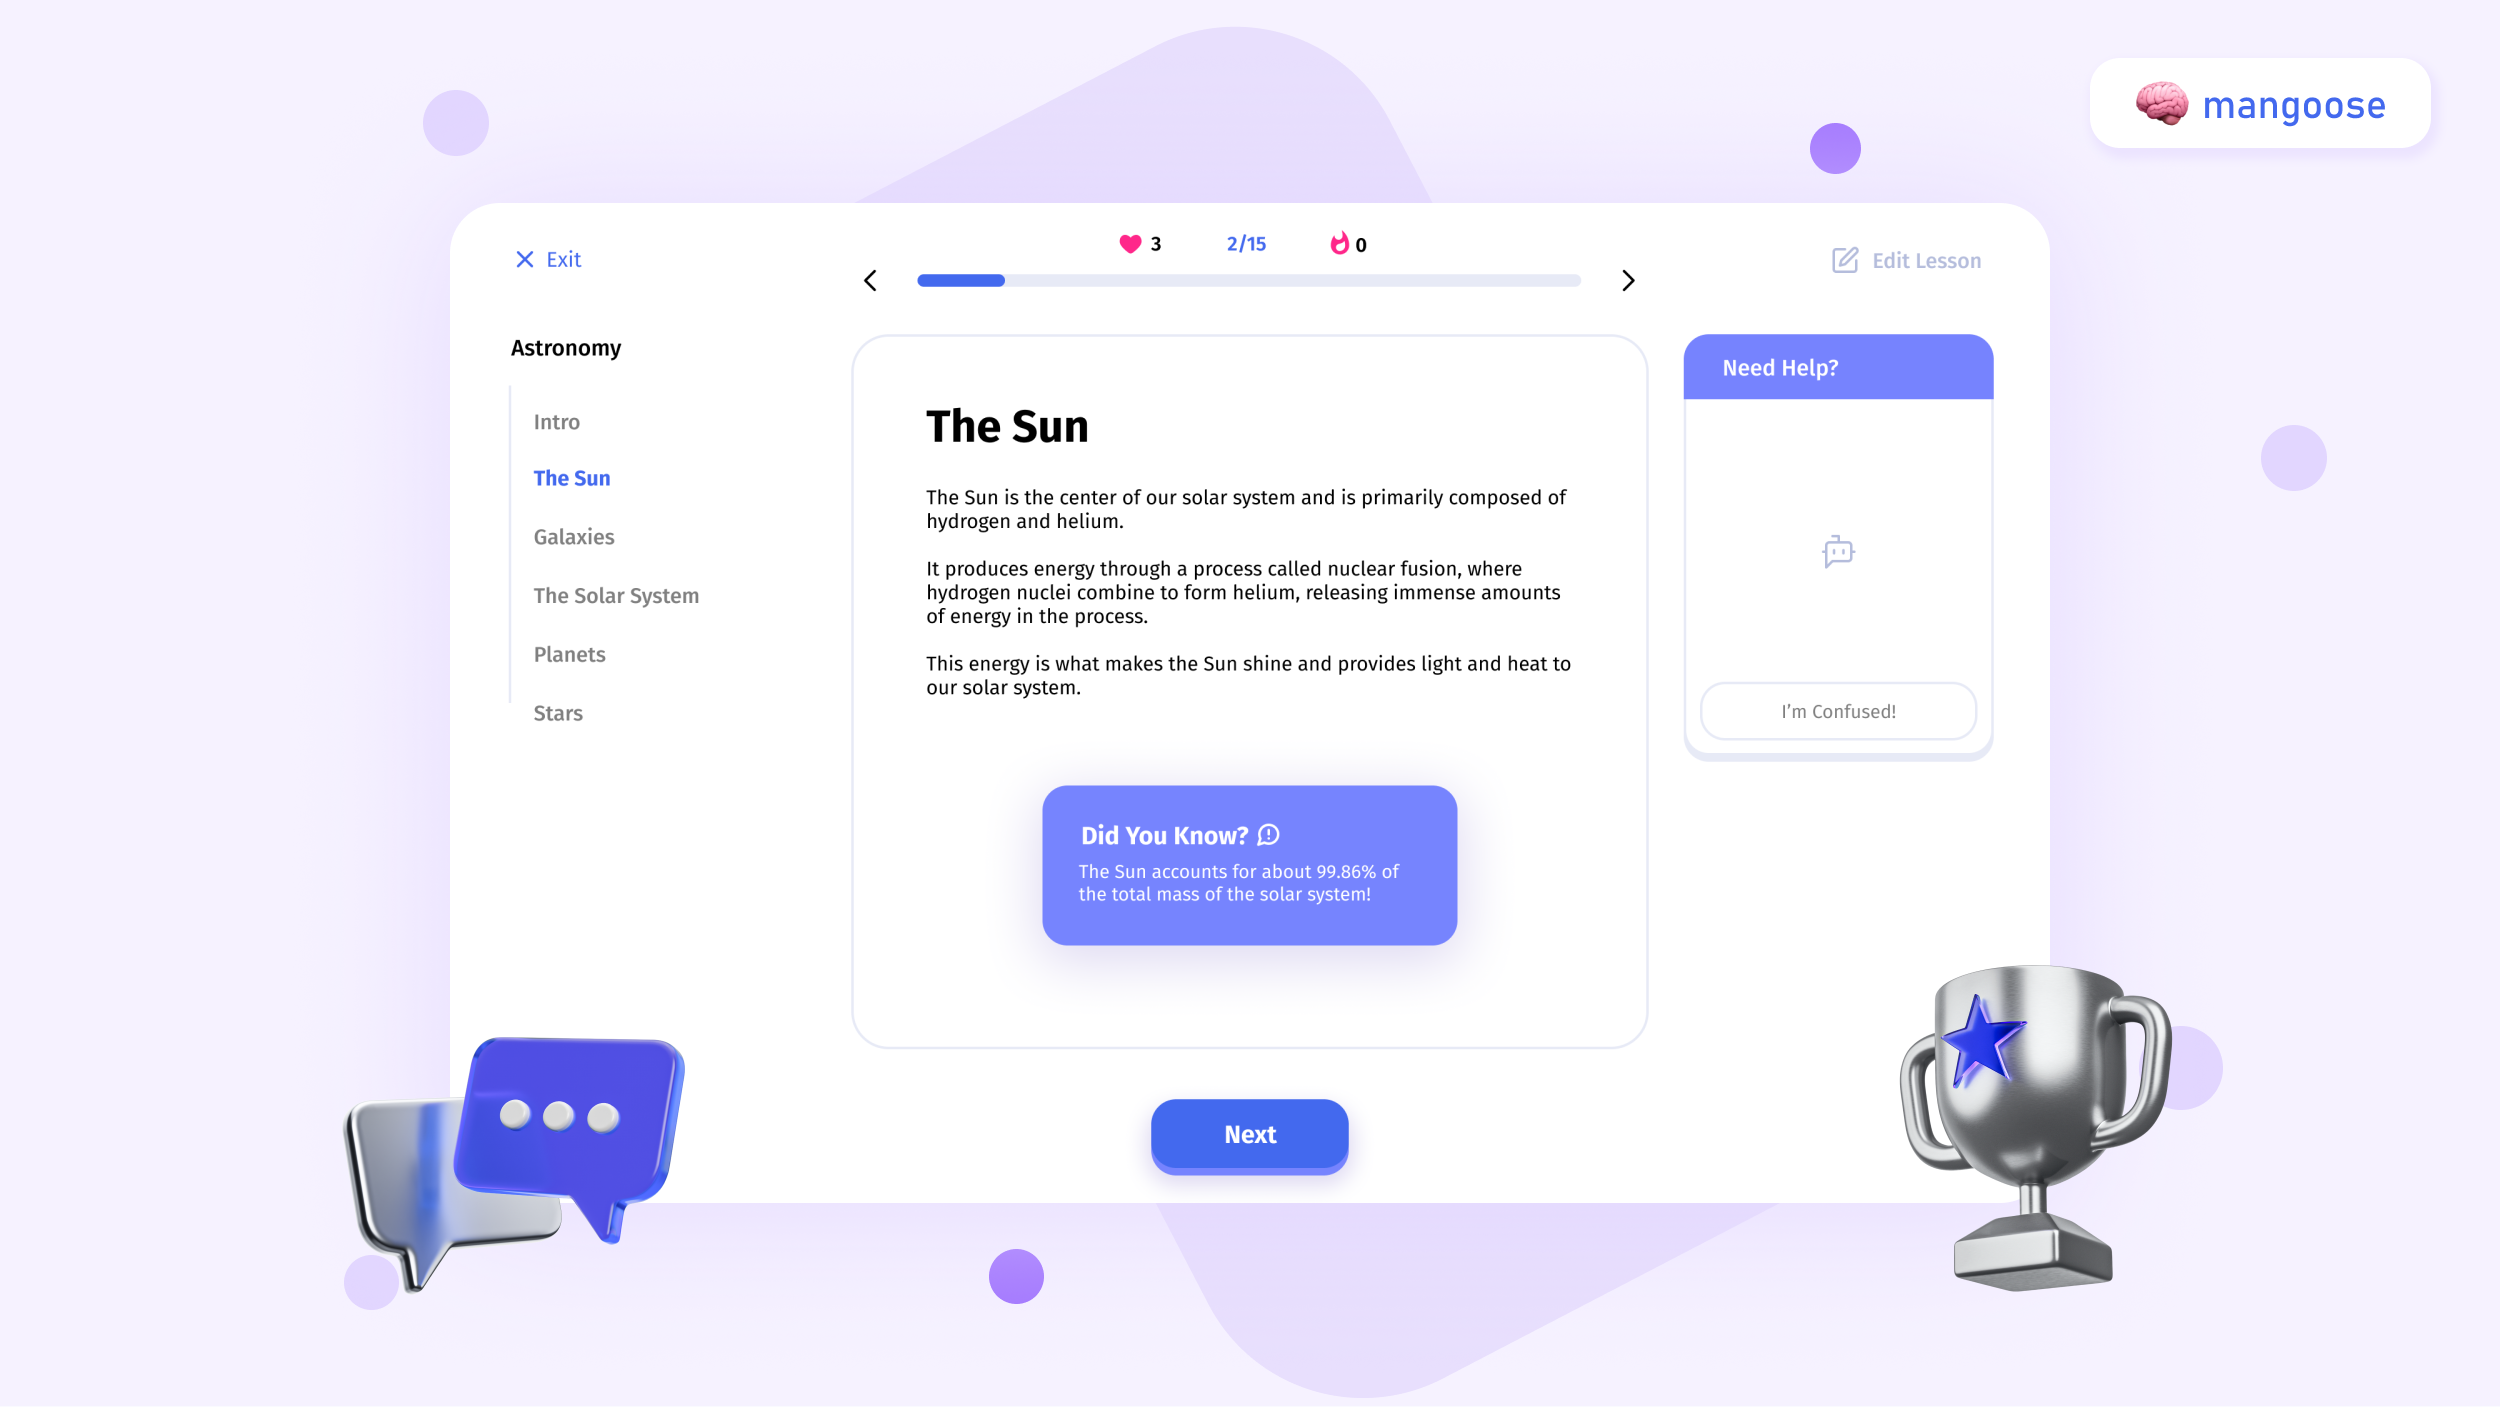 mangoose
Exit
3
2/15
0
Edit Lesson
Astronomy
Intro
The Sun
Galaxies
The Solar System
Planets
Stars
The Sun
The Sun is the center of our solar system and is primarily composed of
hydrogen and helium.
It produces energy through a process called nuclear fusion, where
hydrogen nuclei combine to form helium, releasing immense amounts
of energy in the process.
This energy is what makes the Sun shine and provides light and heat to
our solar system.
Did You Know?
The Sun accounts for about 99.86% of
the total mass of the solar system!
Need Help?
I’m Confused!
Next